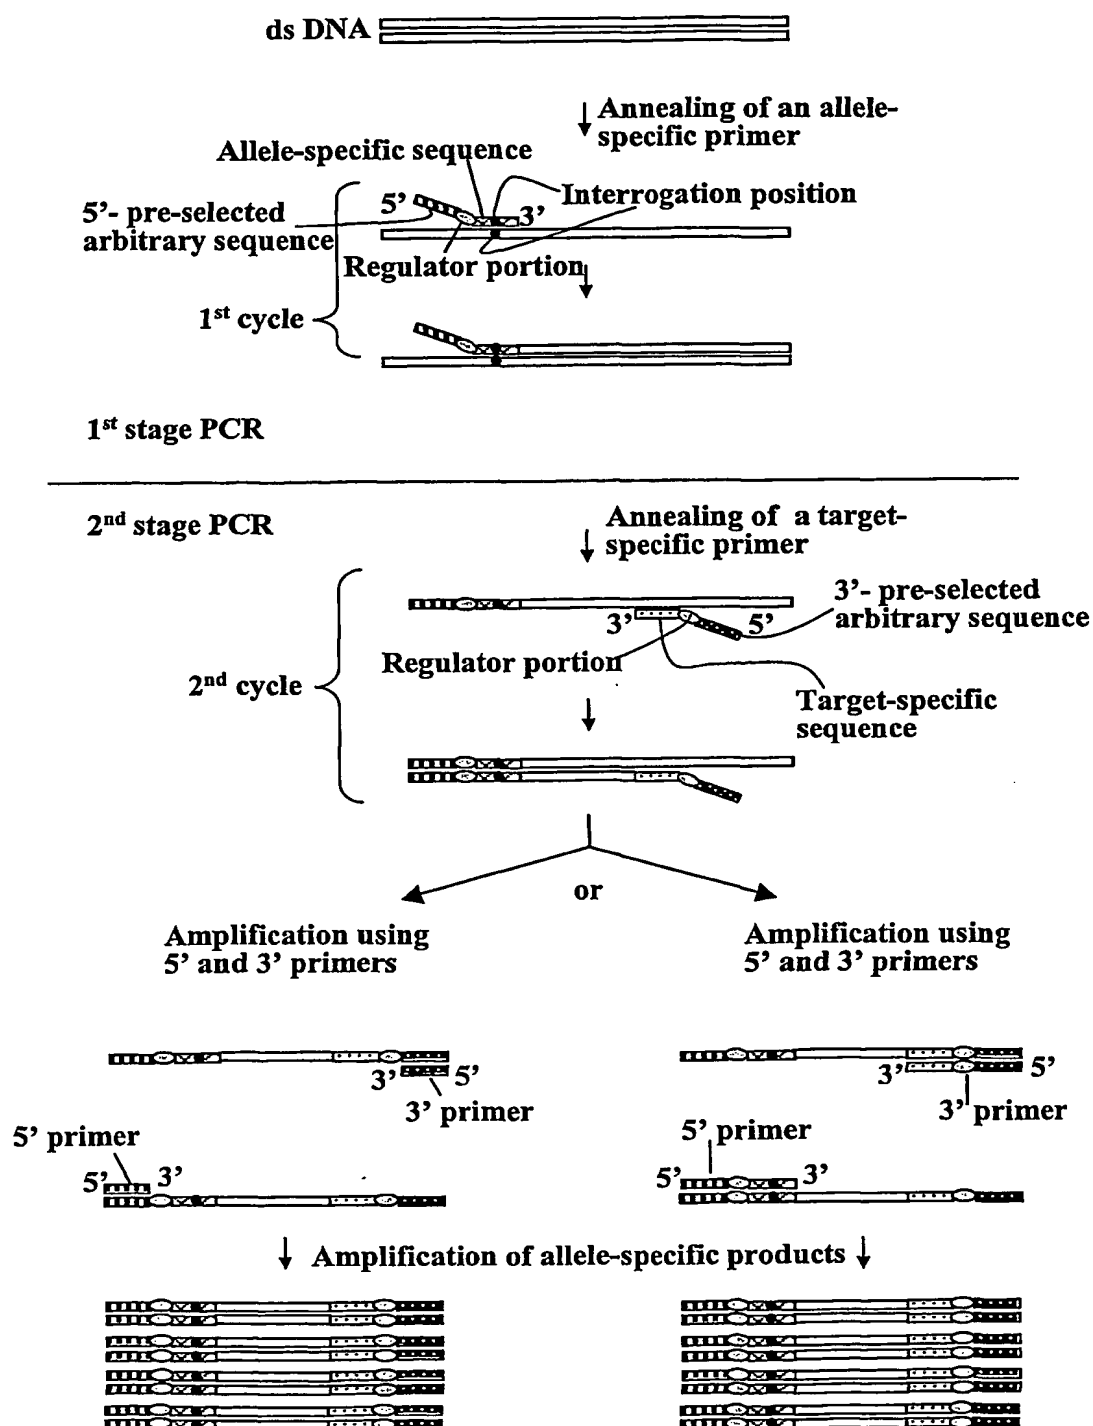 ds DNA
Annealing of an allele-
specific primer
Allele-specific sequence
Interrogation position
5’
3’
5’- pre-selected
arbitrary sequence
Regulator portion
1st cycle
1st stage PCR
2nd stage PCR
Annealing of a target-
specific primer
3’- pre-selected
arbitrary sequence
3’
5’
Regulator portion
2nd cycle
Target-specific
sequence
or
Amplification using
5’ and 3’ primers
Amplification using
5’ and 3’ primers
3’
5’
3’ primer
3’
5’
3’ primer
5’ primer
5’
3’
5’ primer
5’
3’
Amplification of allele-specific products